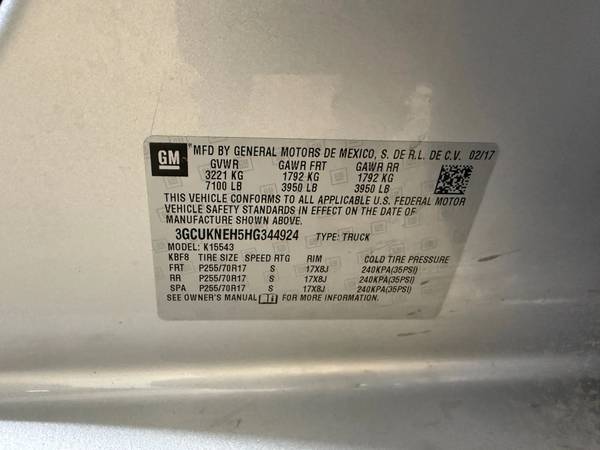 GM MFD BY GENERAL MOTORS DE MEXICO, S. DE R.L. DE C.V. 02/17
GVWR GAWR FRT GAWR RR
3221 KG 1792 KG 1792 KG
7100 LB 3950 LB 3950 LB
THIS VEHICLE CONFORMS TO ALL APPLICABLE U.S. FEDERAL MOTOR
VEHICLE SAFETY STANDARDS IN EFFECT ON THE DATE OF
MANUFACTURE SHOWN ABOVE.
3GCUKNEH5HG344924 TYPE: TRUCK
MODEL: K15543
KBF8 TIRE SIZE SPEED RTG RIM COLD TIRE PRESSURE
FRT P255/70R17 S 17X8J 240KPA(35PSI)
RR P255/70R17 S 17X8J 240KPA(35PSI)
SPA P255/70R17 S 17X8J 240KPA(35PSI)
SEE OWNER'S MANUAL FOR MORE INFORMATION.